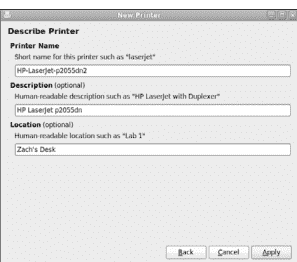 New Printer
Describe Printer
Printer Name
Short name for this printer such as "laserjet"
HP-LaserJet-p2055dn2
Description (optional)
Human-readable description such as "HP LaserJet with Duplexer"
HP LaserJet p2055dn
Location (optional)
Human-readable location such as "Lab 1"
Zach's Desk
Back Cancel Apply